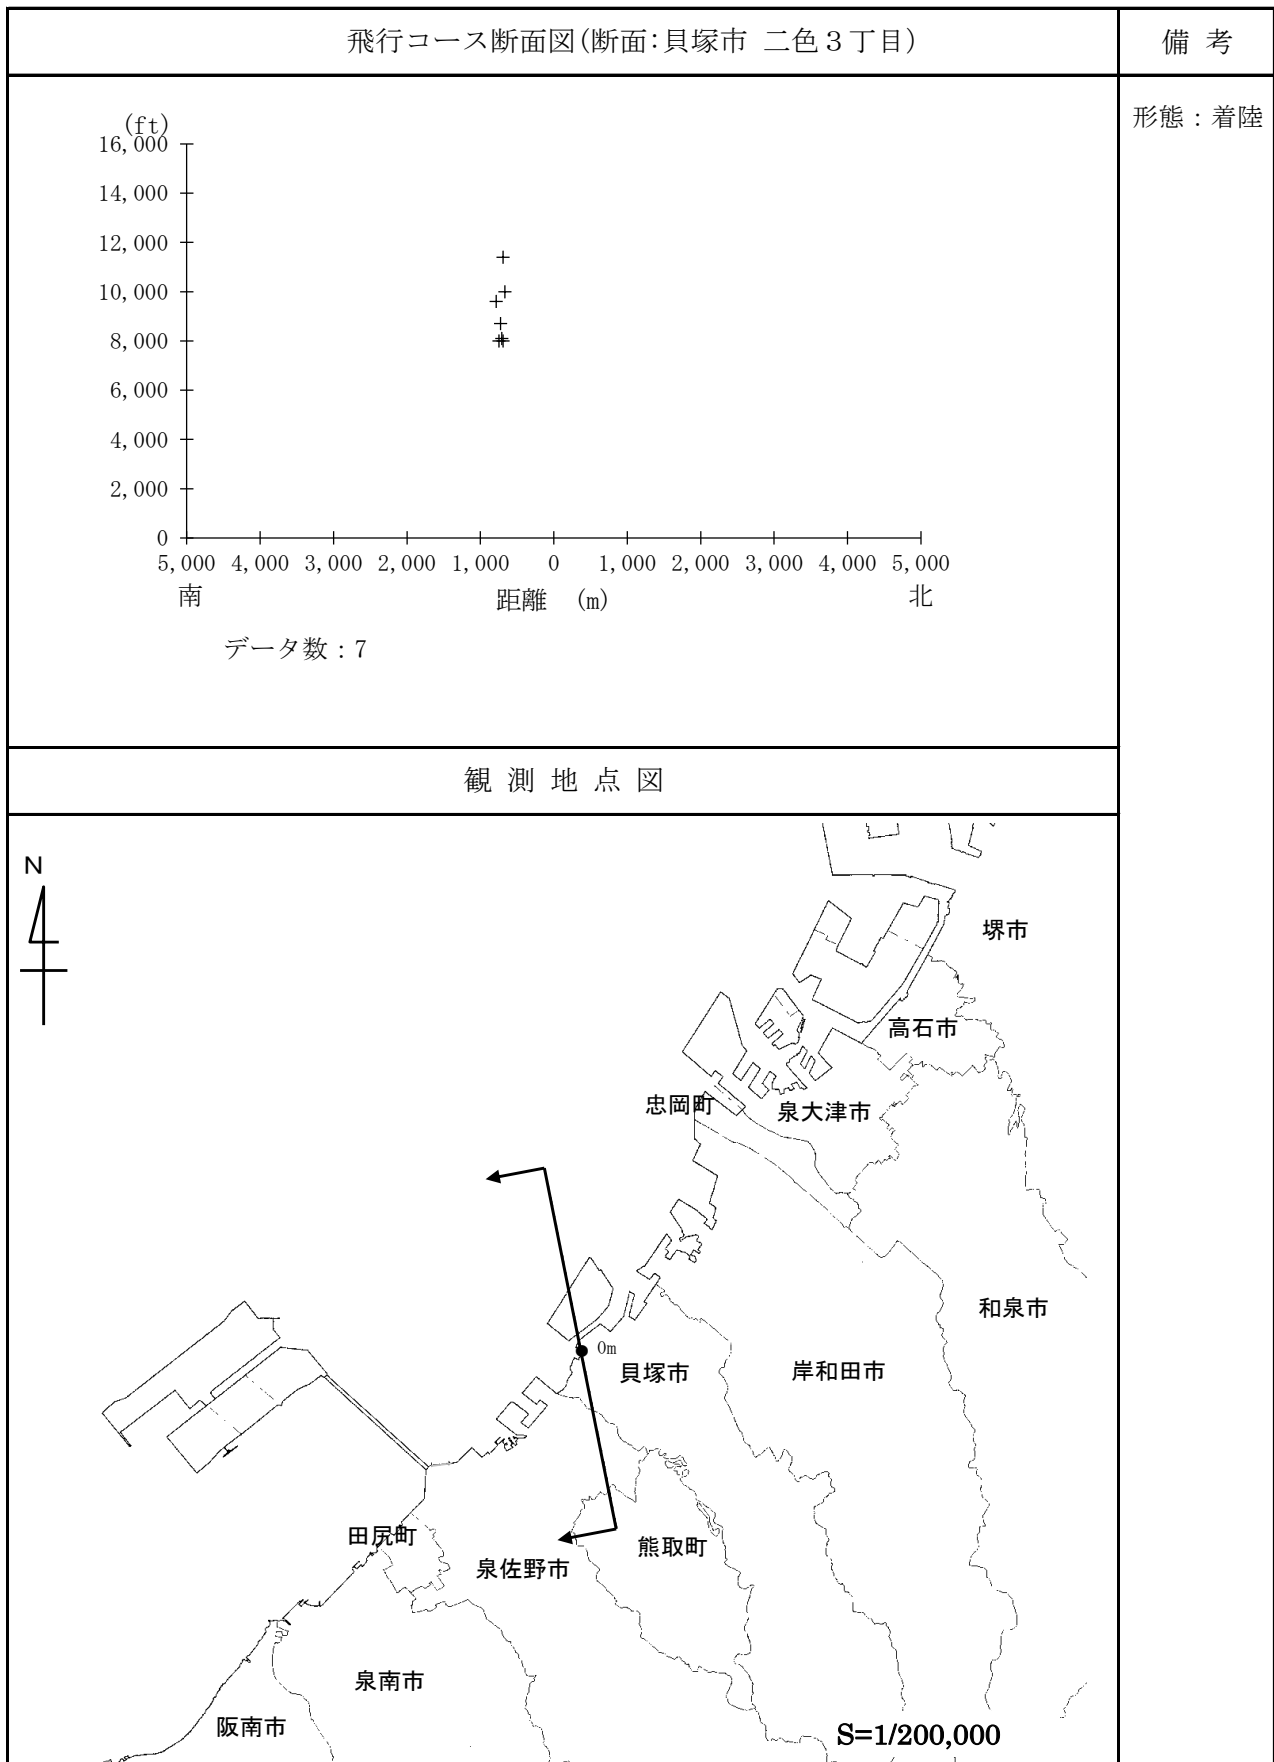 飛行コース断面図(断面:貝塚市 二色3丁目)
備 考
形態：着陸
(ft)
16,000
14,000
12,000
10,000
8,000
6,000
4,000
2,000
0
5,000 4,000 3,000 2,000 1,000 0 1,000 2,000 3,000 4,000 5,000
南 距離 (m) 北
データ数：7
観 測 地 点 図
N
堺市
高石市
忠岡町
泉大津市
和泉市
0m
貝塚市
岸和田市
田尻町
熊取町
泉佐野市
泉南市
阪南市
S=1/200,000